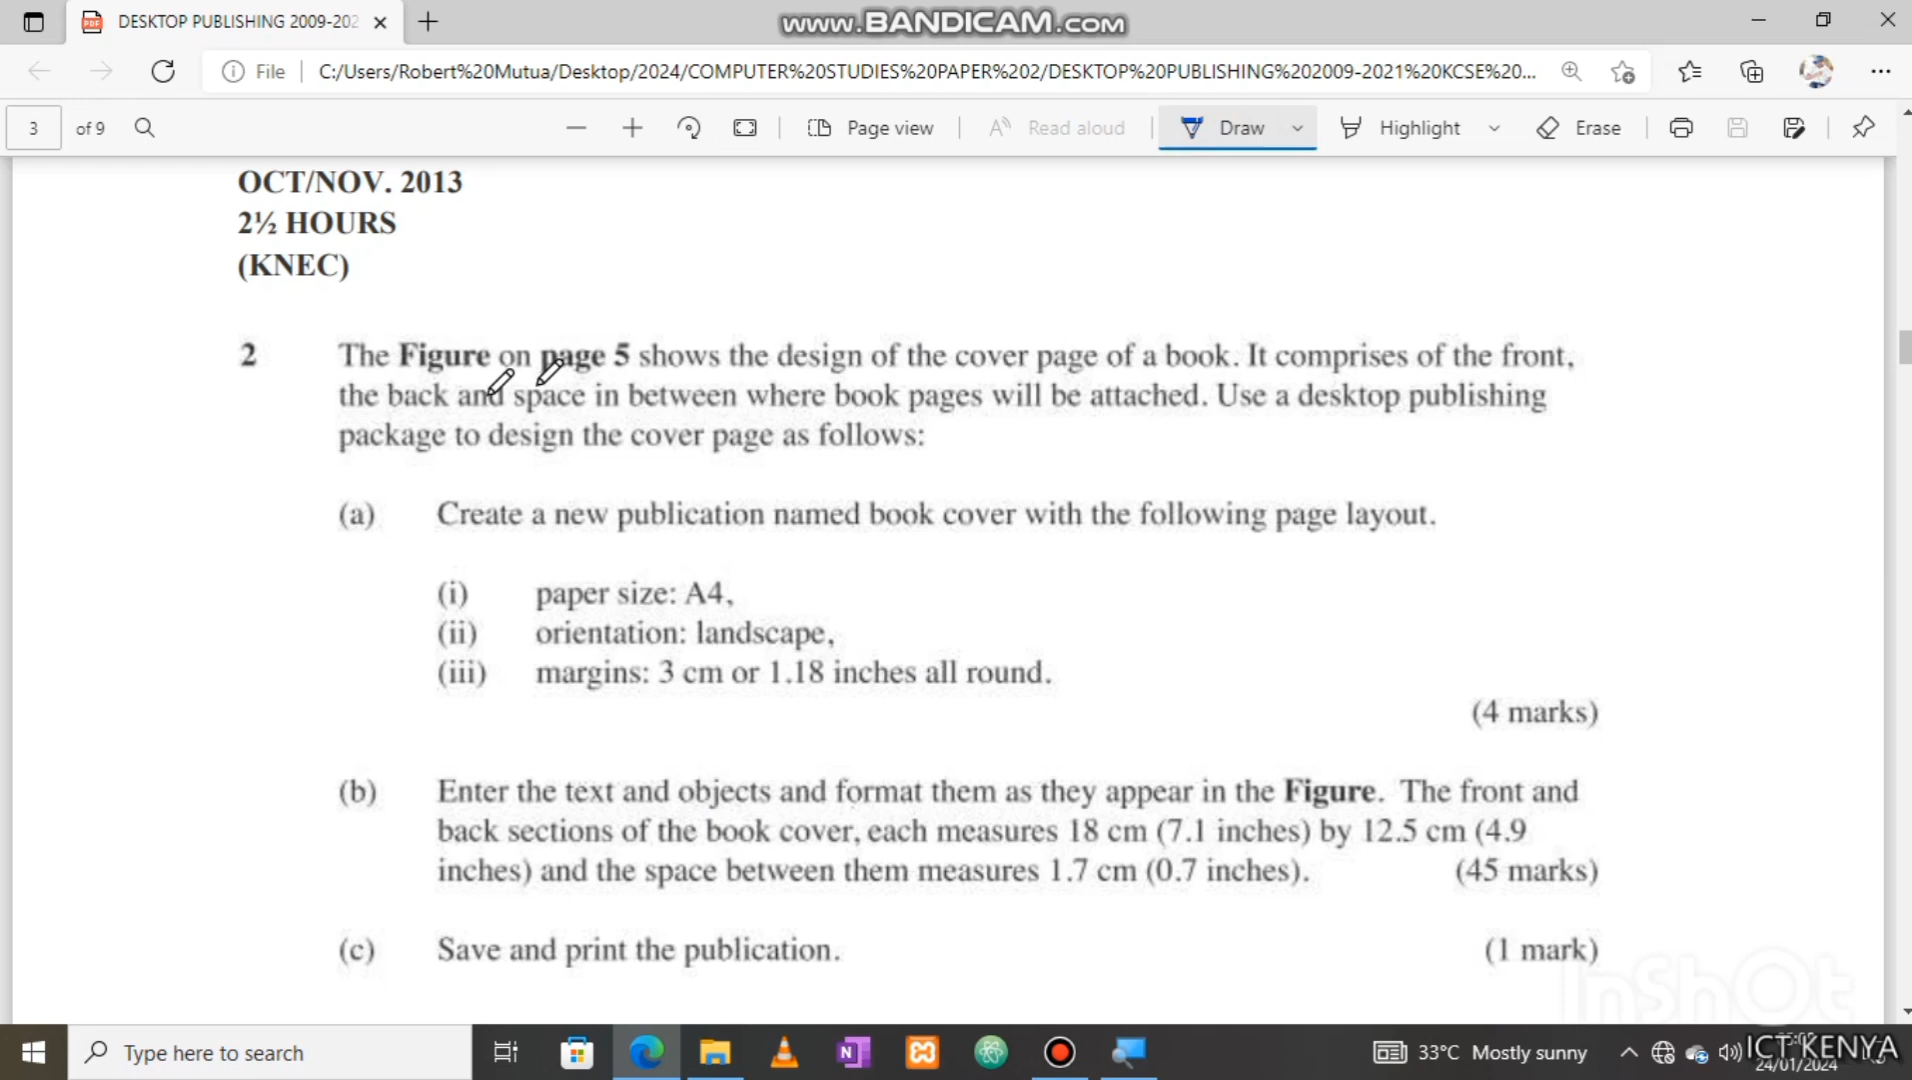 DESKTOP PUBLISHING 2009-202
www.BANDICAM.com
File
C:/Users/Robert%20Mutua/Desktop/2024/COMPUTER%20STUDIES%20PAPER%202/DESKTOP%20PUBLISHING%202009-2021%20KCSE%20...
3 of 9
Page view
Read aloud
Draw
Highlight
Erase
OCT/NOV. 2013
2½ HOURS
(KNEC)
2 The Figure on page 5 shows the design of the cover page of a book. It comprises of the front,
the back and space in between where book pages will be attached. Use a desktop publishing
package to design the cover page as follows:
(a) Create a new publication named book cover with the following page layout.
(i) paper size: A4,
(ii) orientation: landscape,
(iii) margins: 3 cm or 1.18 inches all round.
(4 marks)
(b) Enter the text and objects and format them as they appear in the Figure. The front and
back sections of the book cover, each measures 18 cm (7.1 inches) by 12.5 cm (4.9
inches) and the space between them measures 1.7 cm (0.7 inches). (45 marks)
(c) Save and print the publication. (1 mark)
InShOt
Type here to search
33°C Mostly sunny
ICT KENYA
24/01/2024